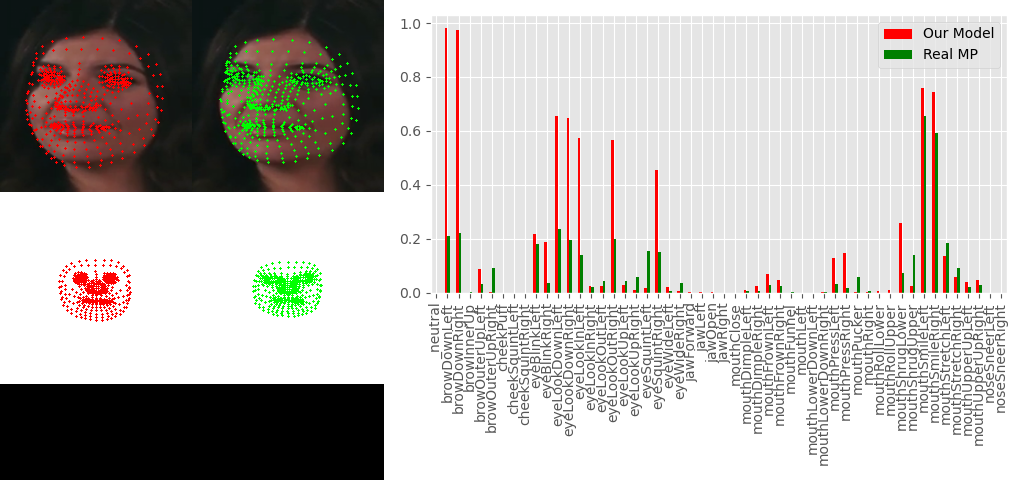 1.0
Our Model
Real MP
0.8
0.6
0.4
0.2
0.0
neutral
browDownLeft
browDownRight
browInnerUp
browOuterUpLeft
browOuterUpRight
cheekPuff
cheekSquintLeft
cheekSquintRight
eyeBlinkLeft
eyeBlinkRight
eyeLookDownLeft
eyeLookDownRight
eyeLookInLeft
eyeLookInRight
eyeLookOutLeft
eyeLookOutRight
eyeLookUpLeft
eyeLookUpRight
eyeSquintLeft
eyeSquintRight
eyeWideLeft
eyeWideRight
jawForward
jawLeft
jawOpen
jawRight
mouthClose
mouthDimpleLeft
mouthDimpleRight
mouthFrownLeft
mouthFrownRight
mouthFunnel
mouthLeft
mouthLowerDownLeft
mouthLowerDownRight
mouthPressLeft
mouthPressRight
mouthPucker
mouthRight
mouthRollLower
mouthRollUpper
mouthShrugLower
mouthShrugUpper
mouthSmileLeft
mouthSmileRight
mouthStretchLeft
mouthStretchRight
mouthUpperUpLeft
mouthUpperUpRight
noseSneerLeft
noseSneerRight